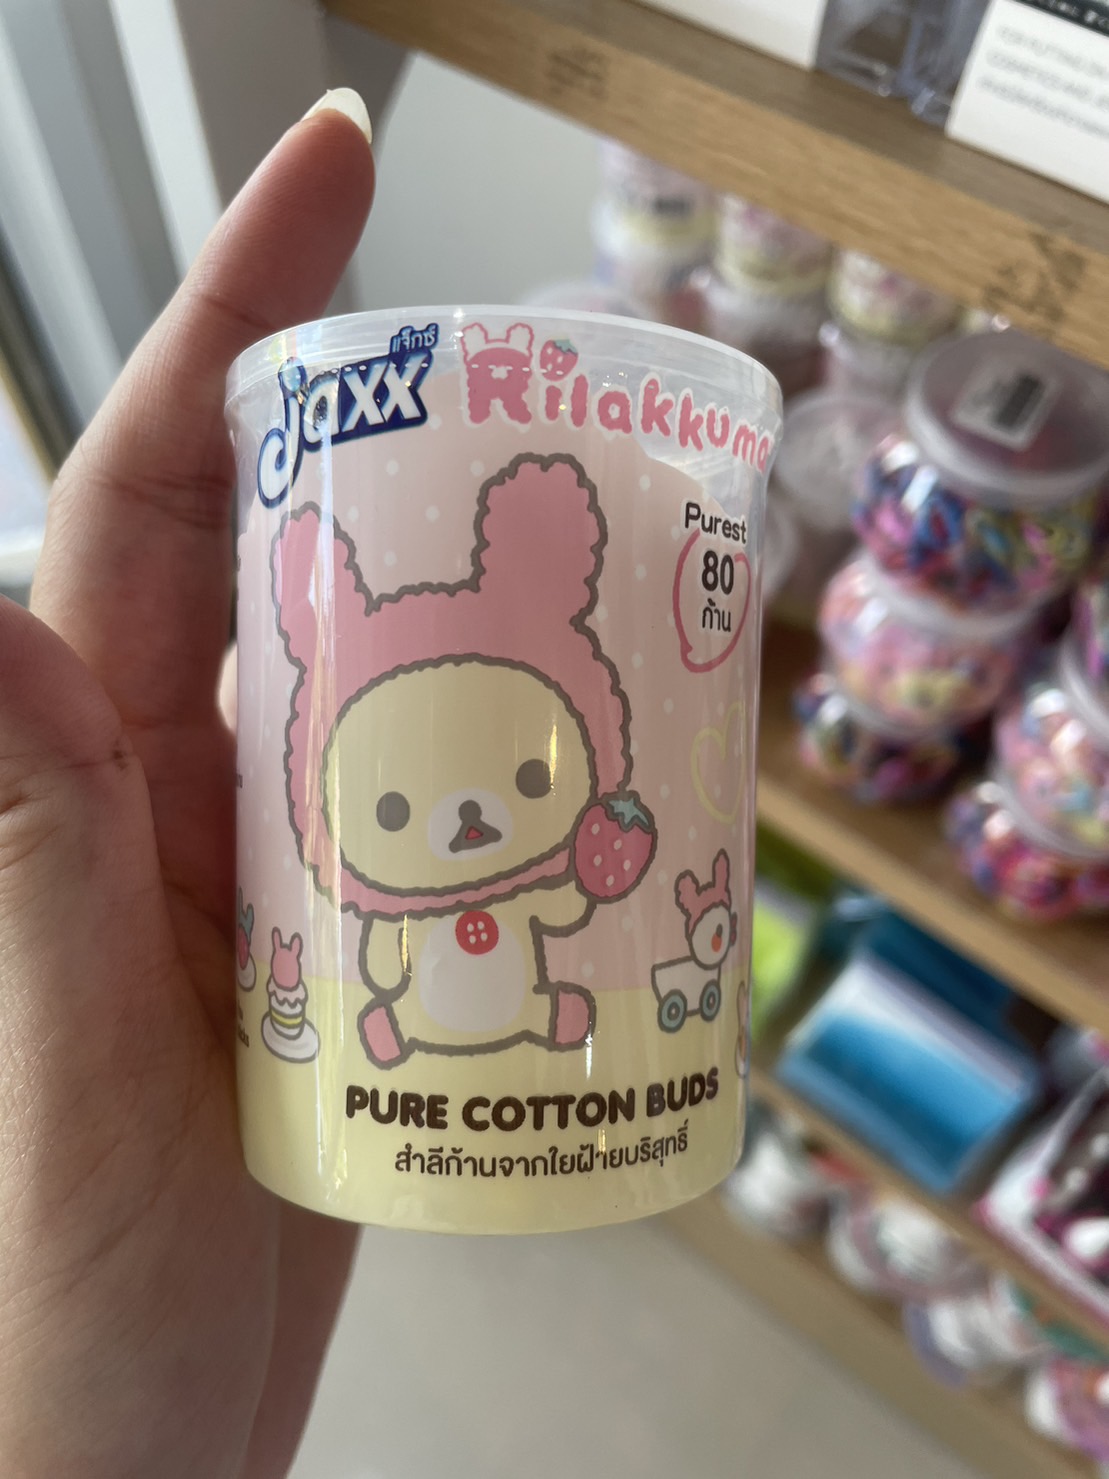 แจ็กซ์
jaxx
Rilakkuma
Purest
80
ก้าน
PURE COTTON BUDS
สำลีก้านจากใยฝ้ายบริสุทธิ์